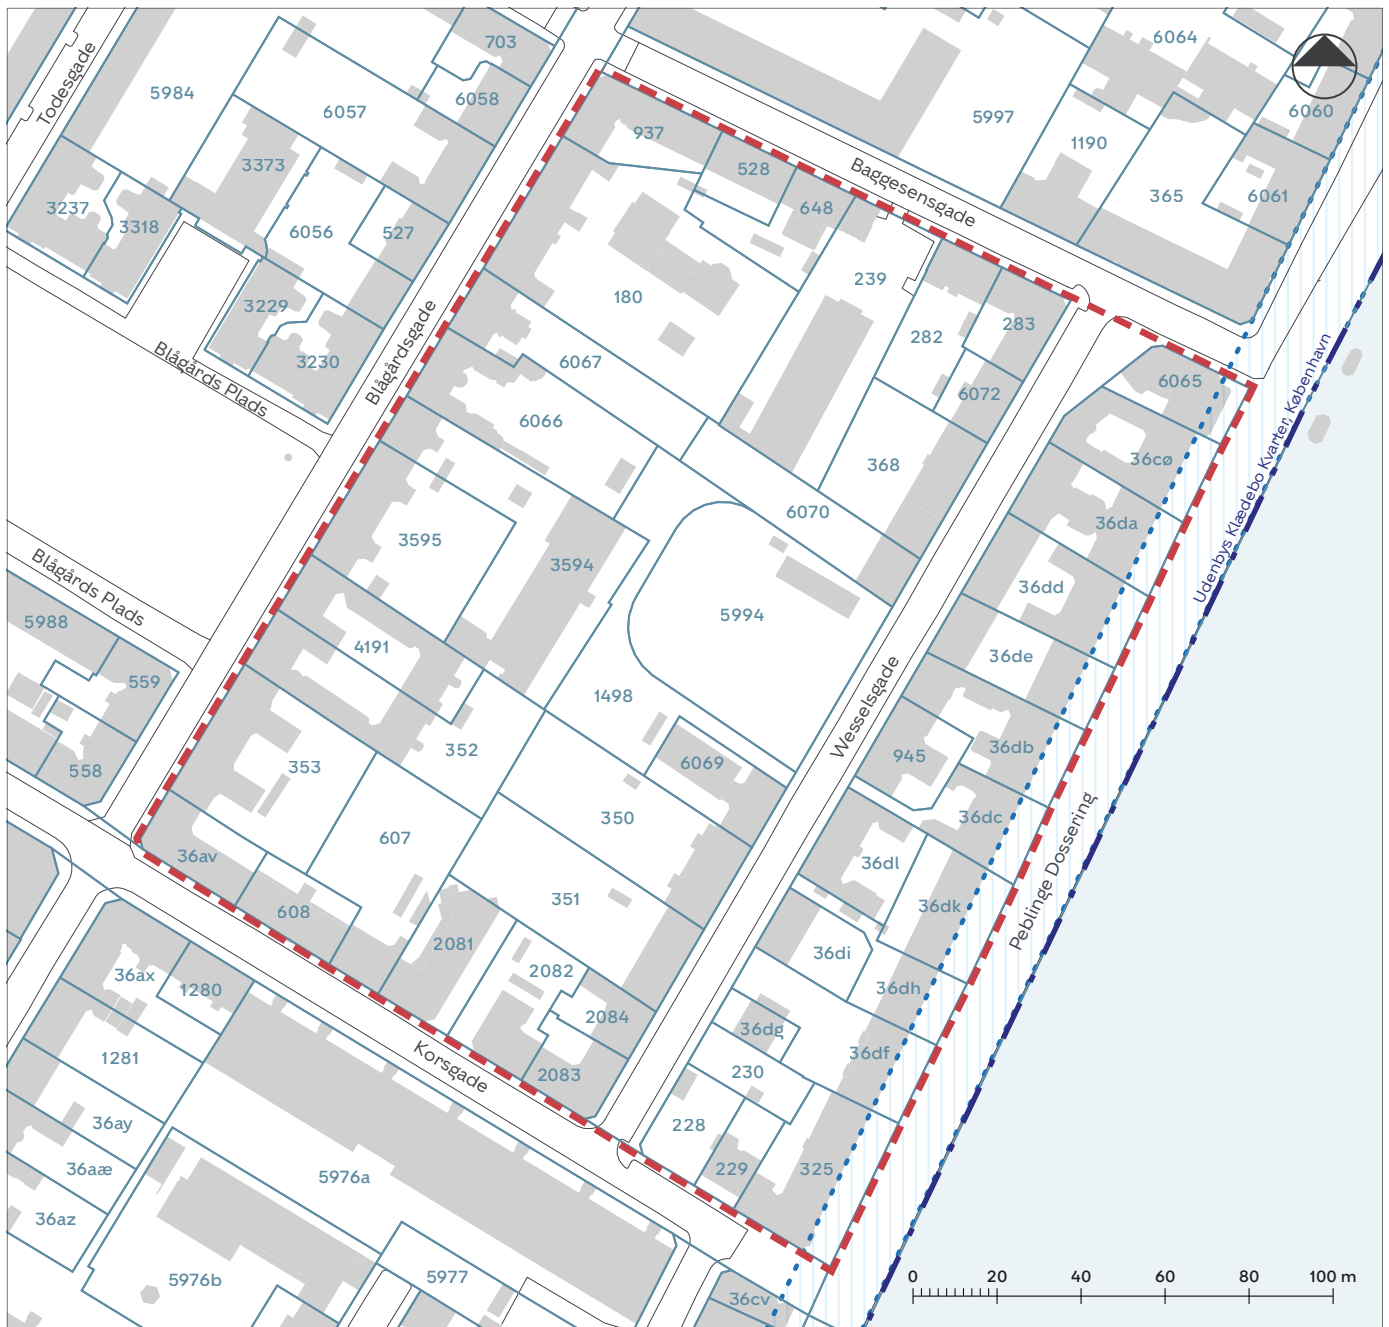 703
6064
Todesgade
5984
6057
6058
5997
6060
937
1190
3373
528
Baggesensgade
365
6061
3237
3318
6056
527
648
239
180
3229
282
283
Blågårdsgade
Blågårds Plads
3230
6067
6065
6072
6066
368
36cø
Udenbys Klædebo Kvarter, København
6070
36da
3595
3594
Blågårds Plads
36dd
5994
5988
4191
36de
559
1498
Wesselsgade
352
36db
945
353
6069
558
350
36dc
607
36av
36dl
Peblinge Dossering
351
36dk
608
2081
36di
36ax
2082
1280
36dh
2084
36dg
36df
1281
Korsgade
230
2083
36ay
228
36aæ
229
325
5976a
36az
5976b
5977
0 20 40 60 80 100 m
36cv